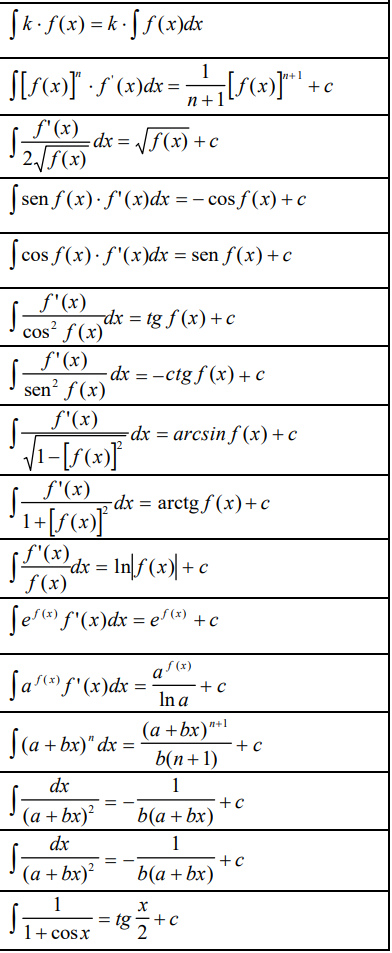 ∫k · f(x) = k · ∫f(x)dx
∫[f(x)]ⁿ · f'(x)dx = 1/(n+1) [f(x)]ⁿ⁺¹ + c
∫ f'(x)/(2√f(x)) dx = √f(x) + c
∫sen f(x) · f'(x)dx = − cos f(x) + c
∫cos f(x) · f'(x)dx = sen f(x) + c
∫ f'(x)/(cos² f(x)) dx = tg f(x) + c
∫ f'(x)/(sen² f(x)) · dx = −ctg f(x) + c
∫ f'(x)/√(1−[f(x)]²) · dx = arcsin f(x) + c
∫ f'(x)/(1+[f(x)]²) · dx = arctg f(x) + c
∫ f'(x)/f(x) dx = ln|f(x)| + c
∫e^f(x) f'(x)dx = e^f(x) + c
∫a^f(x) f'(x)dx = a^f(x)/(ln a) + c
∫(a + bx)ⁿ dx = (a + bx)ⁿ⁺¹/(b(n+1)) + c
∫ dx/(a + bx)² = − 1/(b(a + bx)) + c
∫ dx/(a + bx)² = − 1/(b(a + bx)) + c
∫ 1/(1 + cos x) = tg x/2 + c